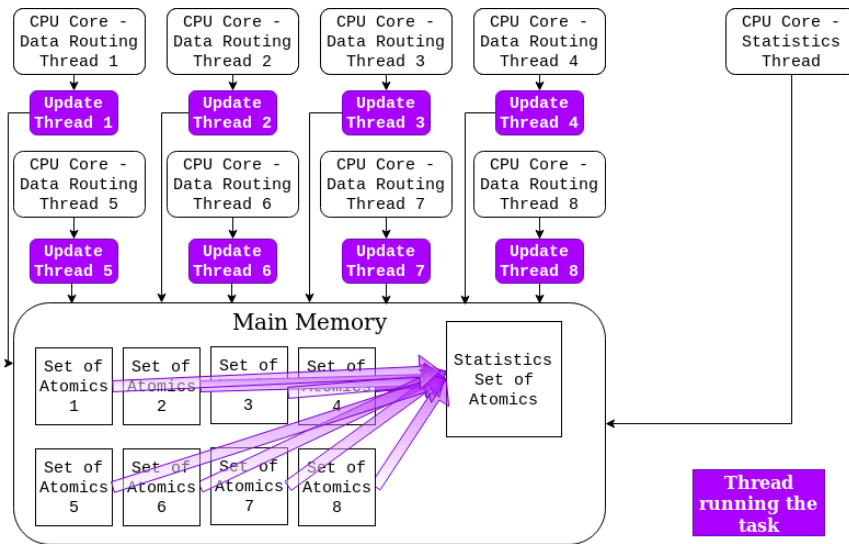 CPU Core -
Data Routing
Thread 1
CPU Core -
Data Routing
Thread 2
CPU Core -
Data Routing
Thread 3
CPU Core -
Data Routing
Thread 4
CPU Core -
Statistics
Thread
Update
Thread 1
Update
Thread 2
Update
Thread 3
Update
Thread 4
CPU Core -
Data Routing
Thread 5
CPU Core -
Data Routing
Thread 6
CPU Core -
Data Routing
Thread 7
CPU Core -
Data Routing
Thread 8
Update
Thread 5
Update
Thread 6
Update
Thread 7
Update
Thread 8
Main Memory
Set of
Atomics
1
Set of
Atomics
2
Set of
Atomics
3
Set of
Atomics
4
Statistics
Set of
Atomics
Set of
Atomics
5
Set of
Atomics
6
Set of
Atomics
7
Set of
Atomics
8
Thread
running the
task